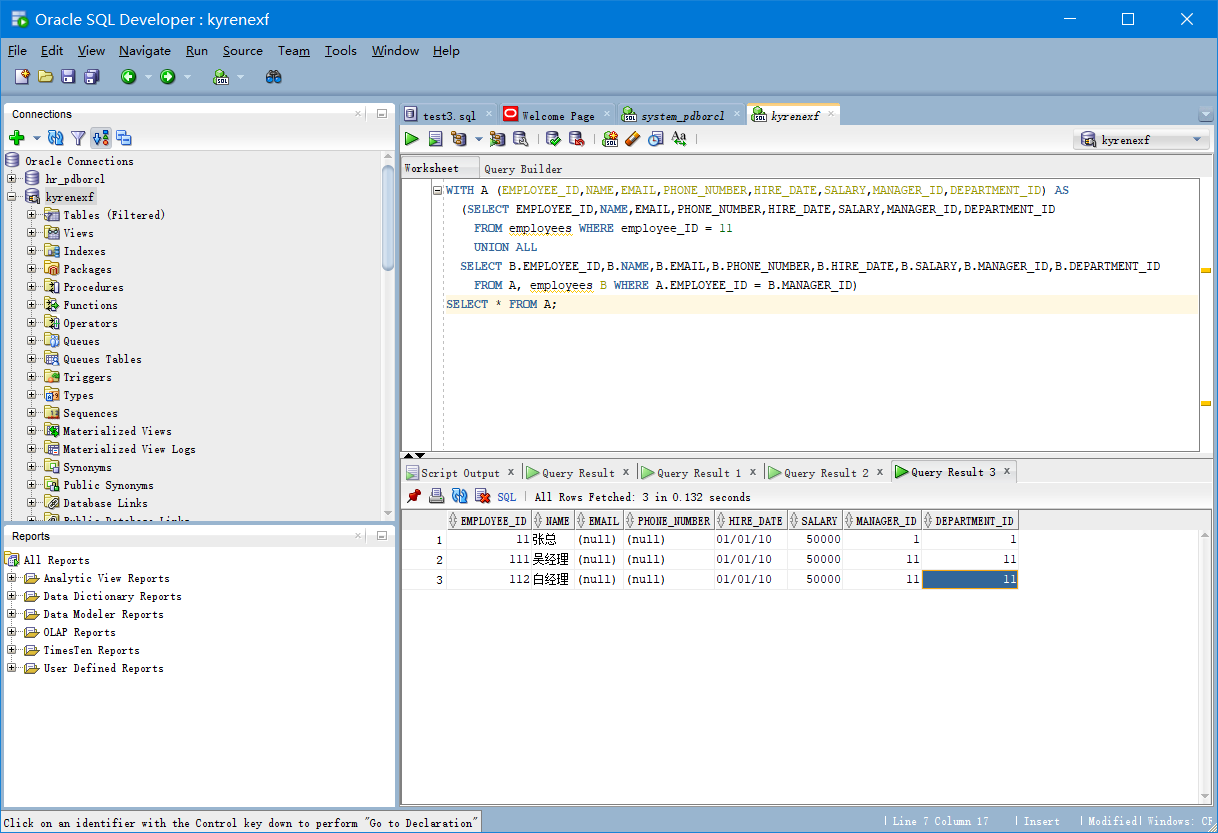 Oracle SQL Developer : kyrenexf
File Edit View Navigate Run Source Team Tools Window Help
Connections
Oracle Connections
hr_pdborcl
kyrenexf
Tables (Filtered)
Views
Indexes
Packages
Procedures
Functions
Operators
Queues
Queues Tables
Triggers
Types
Sequences
Materialized Views
Materialized View Logs
Synonyms
Public Synonyms
Database Links
Public Database Links
Reports
All Reports
Analytic View Reports
Data Dictionary Reports
Data Modeler Reports
OLAP Reports
TimesTen Reports
User Defined Reports
test3.sql Welcome Page system_pdborcl kyrenexf
kyrenexf
Worksheet Query Builder
WITH A (EMPLOYEE_ID,NAME,EMAIL,PHONE_NUMBER,HIRE_DATE,SALARY,MANAGER_ID,DEPARTMENT_ID) AS
(SELECT EMPLOYEE_ID,NAME,EMAIL,PHONE_NUMBER,HIRE_DATE,SALARY,MANAGER_ID,DEPARTMENT_ID
FROM employees WHERE employee_ID = 11
UNION ALL
SELECT B.EMPLOYEE_ID,B.NAME,B.EMAIL,B.PHONE_NUMBER,B.HIRE_DATE,B.SALARY,B.MANAGER_ID,B.DEPARTMENT_ID
FROM A, employees B WHERE A.EMPLOYEE_ID = B.MANAGER_ID)
SELECT * FROM A;
Script Output x Query Result x Query Result 1 x Query Result 2 x Query Result 3 x
SQL | All Rows Fetched: 3 in 0.132 seconds
EMPLOYEE_ID NAME EMAIL PHONE_NUMBER HIRE_DATE SALARY MANAGER_ID DEPARTMENT_ID
1 11 张总 (null) (null) 01/01/10 50000 1 1
2 111 吴经理 (null) (null) 01/01/10 50000 11 11
3 112 白经理 (null) (null) 01/01/10 50000 11 11
Click on an identifier with the Control key down to perform "Go to Declaration"
| Line 7 Column 17 | Insert | Modified| Windows: CF